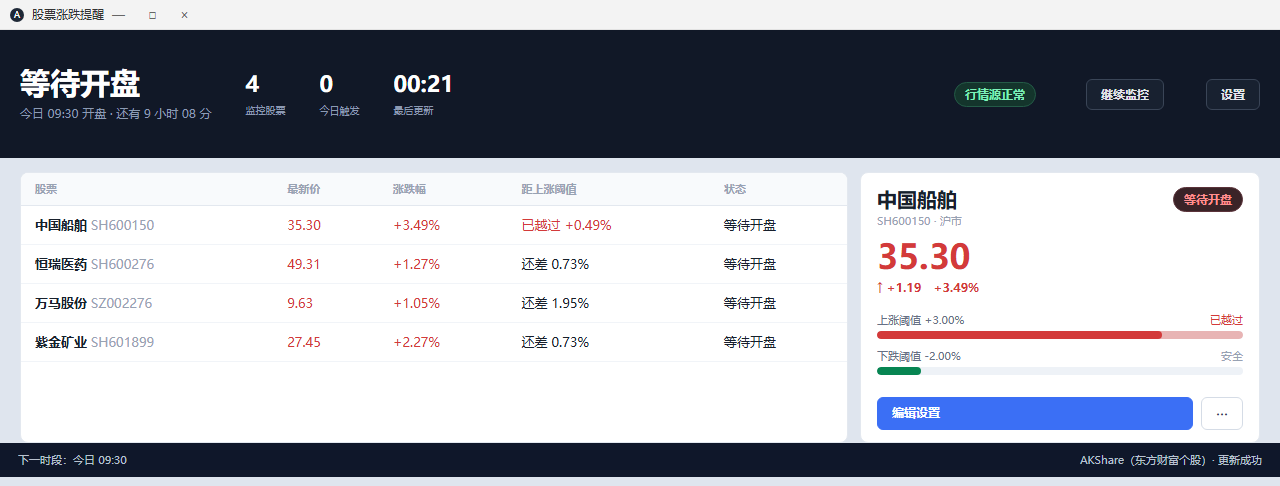 A 股票涨跌提醒
等待开盘
今日 09:30 开盘 · 还有 9 小时 08 分
4
监控股票
0
今日触发
00:21
最后更新
行情源正常
继续监控
设置
股票 最新价 涨跌幅 距上涨阈值 状态
中国船舶 SH600150 35.30 +3.49% 已越过 +0.49% 等待开盘
恒瑞医药 SH600276 49.31 +1.27% 还差 0.73% 等待开盘
万马股份 SZ002276 9.63 +1.05% 还差 1.95% 等待开盘
紫金矿业 SH601899 27.45 +2.27% 还差 0.73% 等待开盘
中国船舶 等待开盘
SH600150 · 沪市
35.30
↑ +1.19 +3.49%
上涨阈值 +3.00% 已越过
下跌阈值 -2.00% 安全
编辑设置 ...
下一时段：今日 09:30 AKShare（东方财富个股）· 更新成功